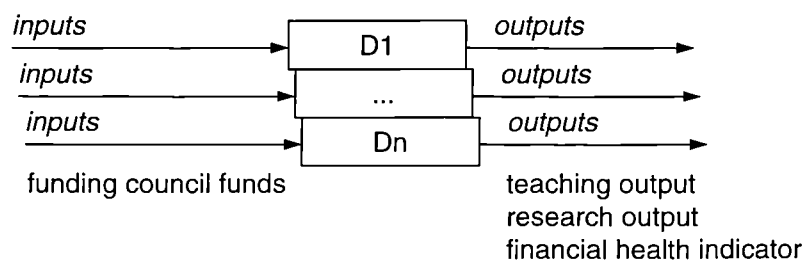 inputs D1 outputs
inputs ... outputs
inputs Dn outputs
funding council funds
teaching output
research output
financial health indicator